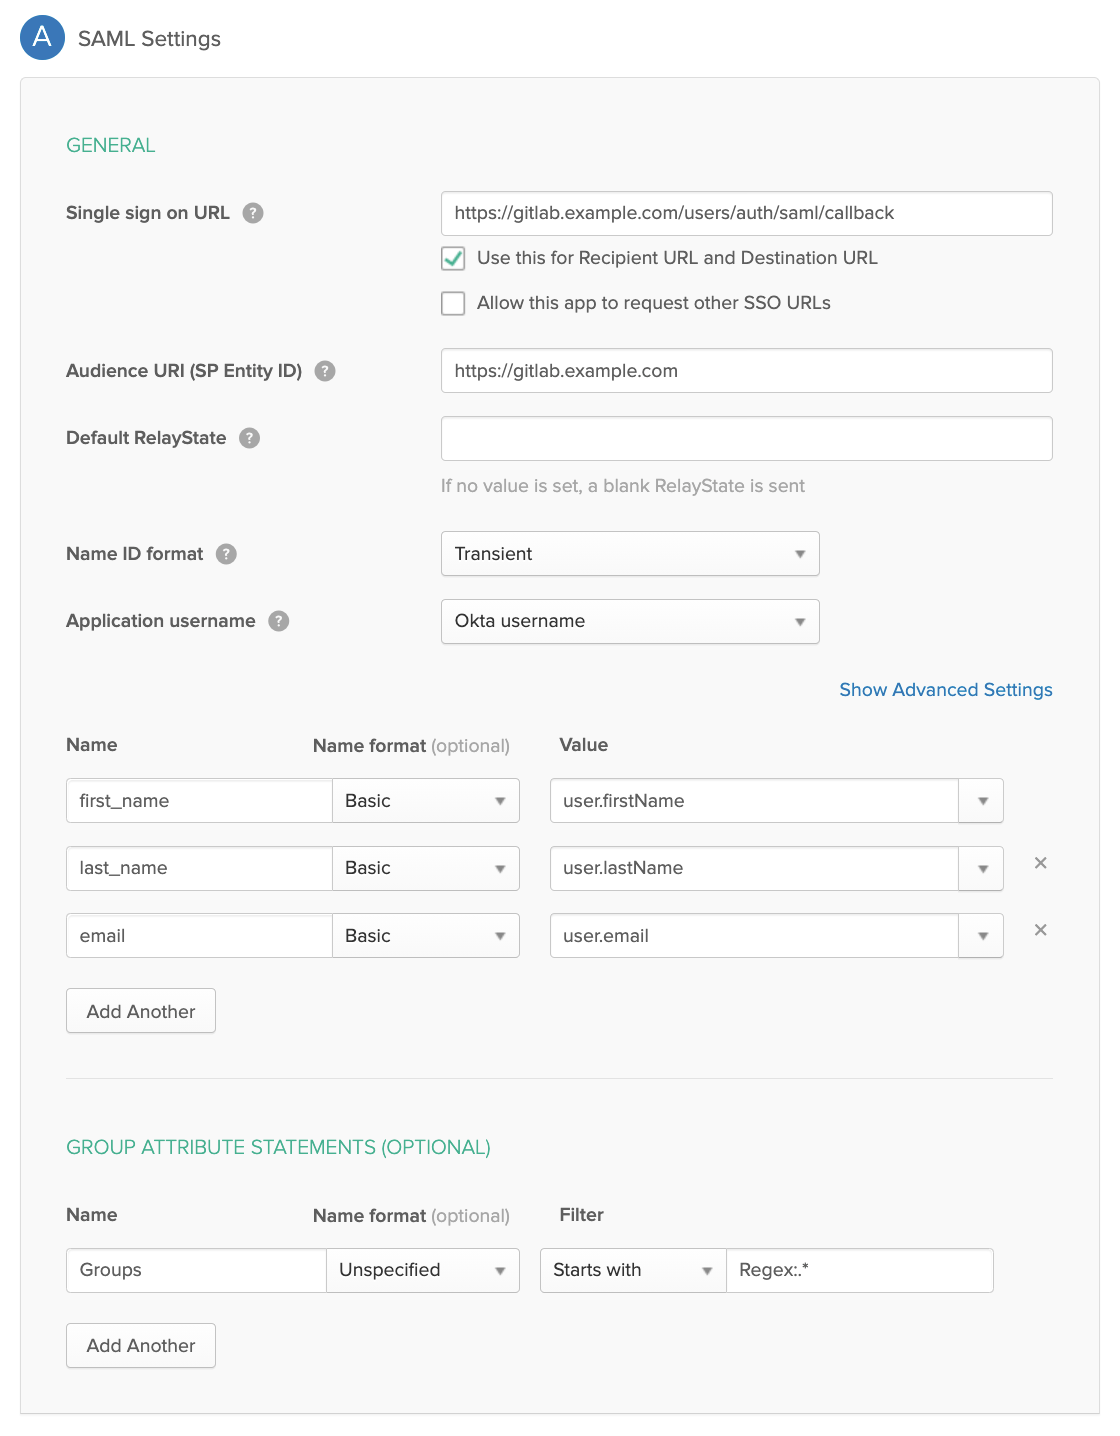 A SAML Settings
GENERAL
Single sign on URL ? https://gitlab.example.com/users/auth/saml/callback
Use this for Recipient URL and Destination URL
Allow this app to request other SSO URLs
Audience URI (SP Entity ID) ? https://gitlab.example.com
Default RelayState ?
If no value is set, a blank RelayState is sent
Name ID format ? Transient
Application username ? Okta username
Show Advanced Settings
Name Name format (optional) Value
first_name Basic user.firstName
last_name Basic user.lastName
email Basic user.email
Add Another
GROUP ATTRIBUTE STATEMENTS (OPTIONAL)
Name Name format (optional) Filter
Groups Unspecified Starts with Regex:.*
Add Another